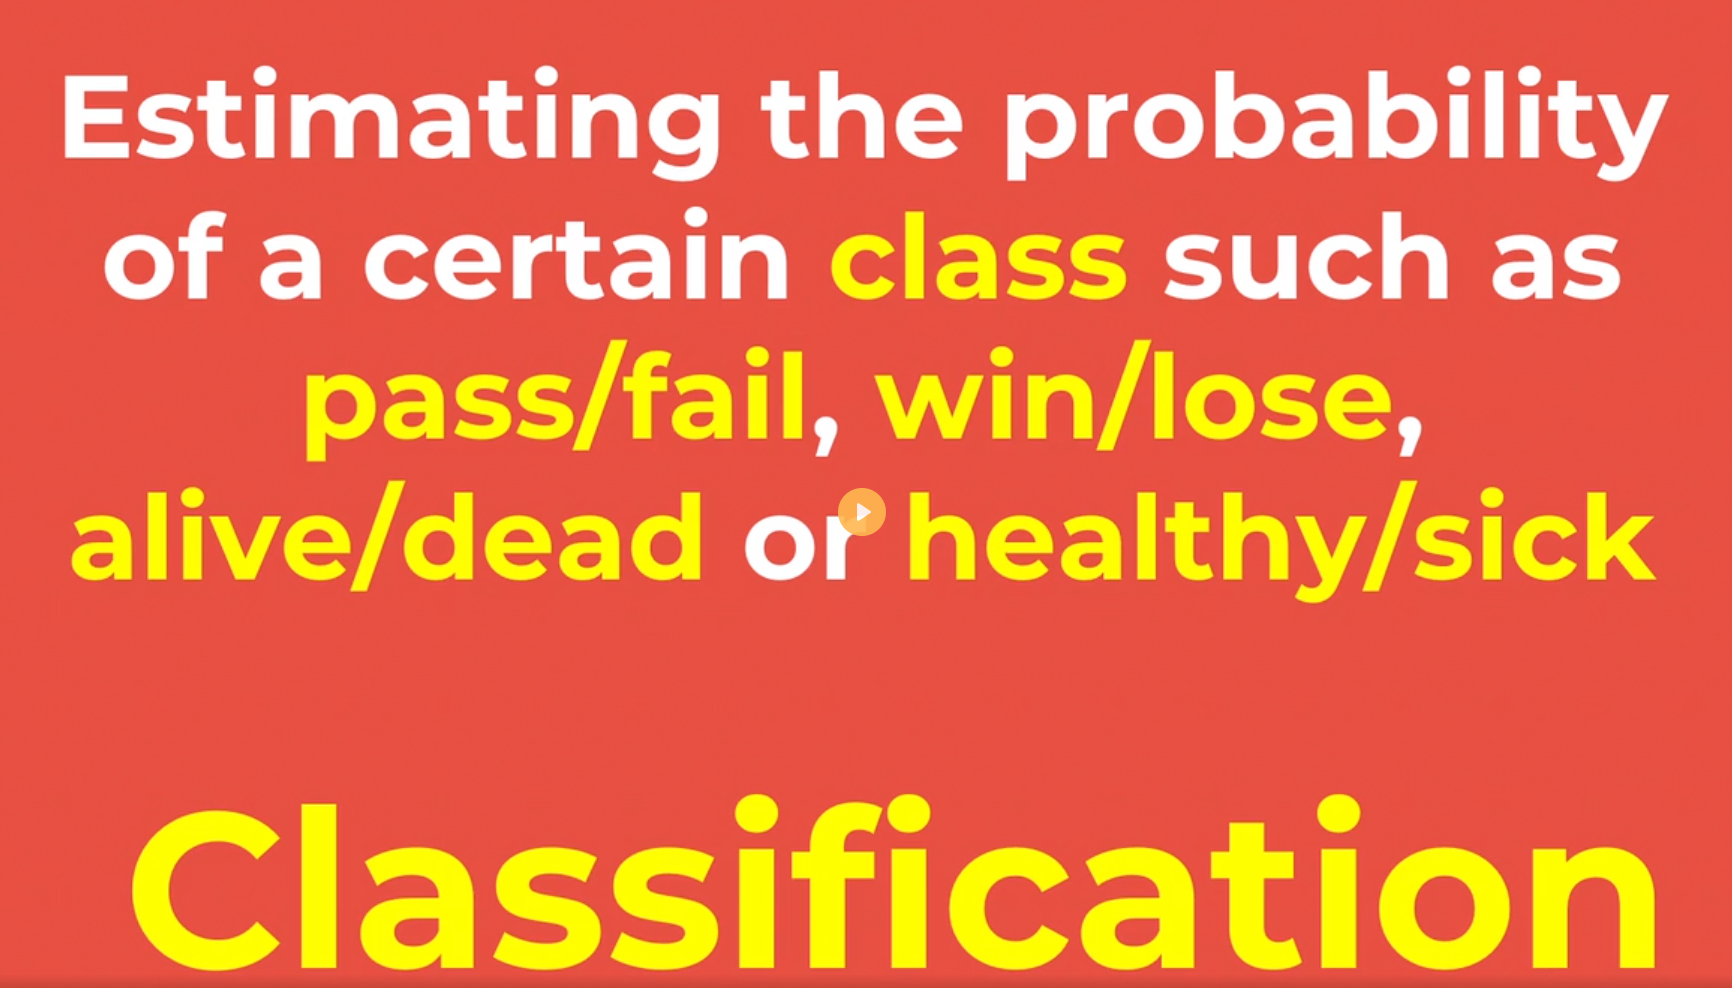 Estimating the probability
of a certain class such as
pass/fail, win/lose,
alive/dead or healthy/sick
Classification